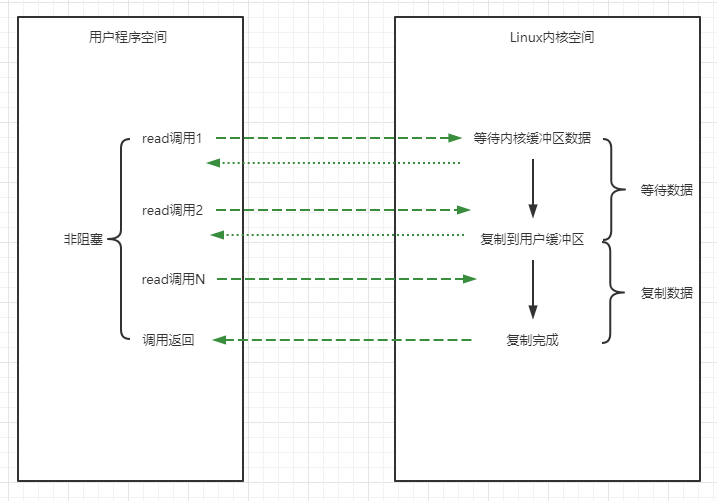 用户程序空间
Linux内核空间
read调用1
等待内核缓冲区数据
等待数据
read调用2
非阻塞
复制到用户缓冲区
read调用N
复制数据
调用返回
复制完成